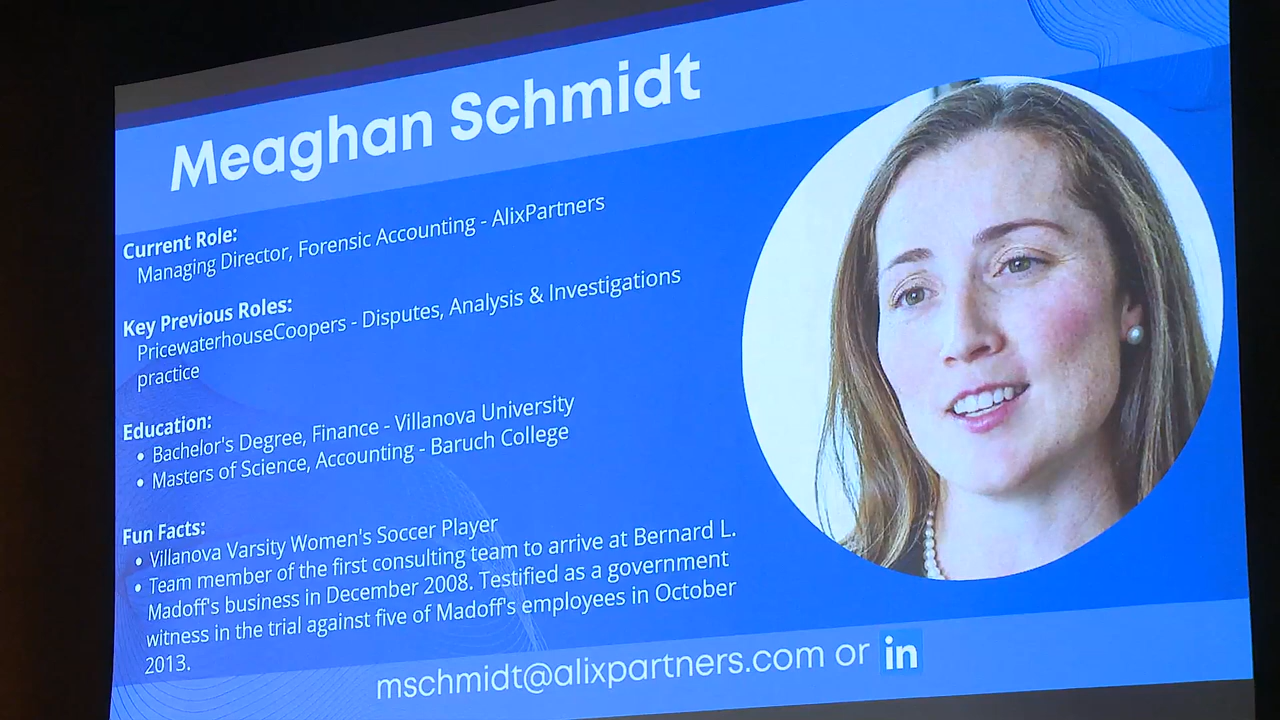 Meaghan Schmidt
Current Role:
Managing Director, Forensic Accounting - AlixPartners
Key Previous Roles:
PricewaterhouseCoopers - Disputes, Analysis & Investigations
practice
Education:
• Bachelor's Degree, Finance - Villanova University
• Masters of Science, Accounting - Baruch College
Fun Facts:
• Villanova Varsity Women's Soccer Player
• Team member of the first consulting team to arrive at Bernard L.
Madoff's business in December 2008. Testified as a government
witness in the trial against five of Madoff's employees in October
2013.
mschmidt@alixpartners.com or in